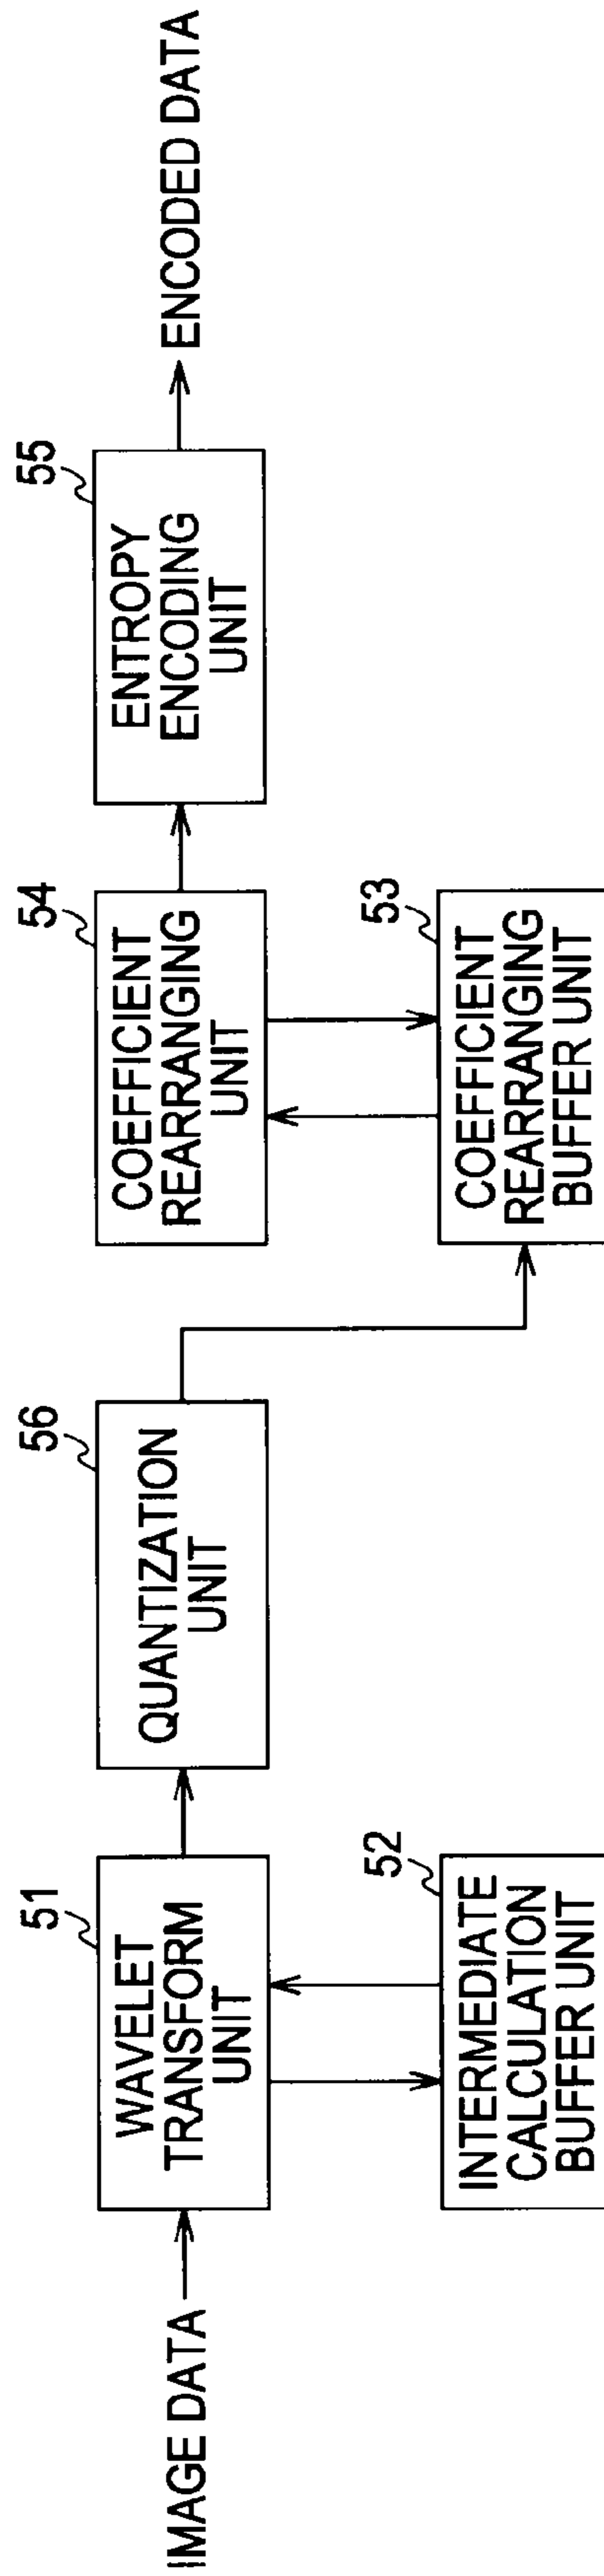 IMAGE DATA
51
WAVELET
TRANSFORM
UNIT
52
INTERMEDIATE
CALCULATION
BUFFER UNIT
56
QUANTIZATION
UNIT
54
COEFFICIENT
REARRANGING
UNIT
53
COEFFICIENT
REARRANGING
BUFFER UNIT
55
ENTROPY
ENCODING
UNIT
ENCODED DATA